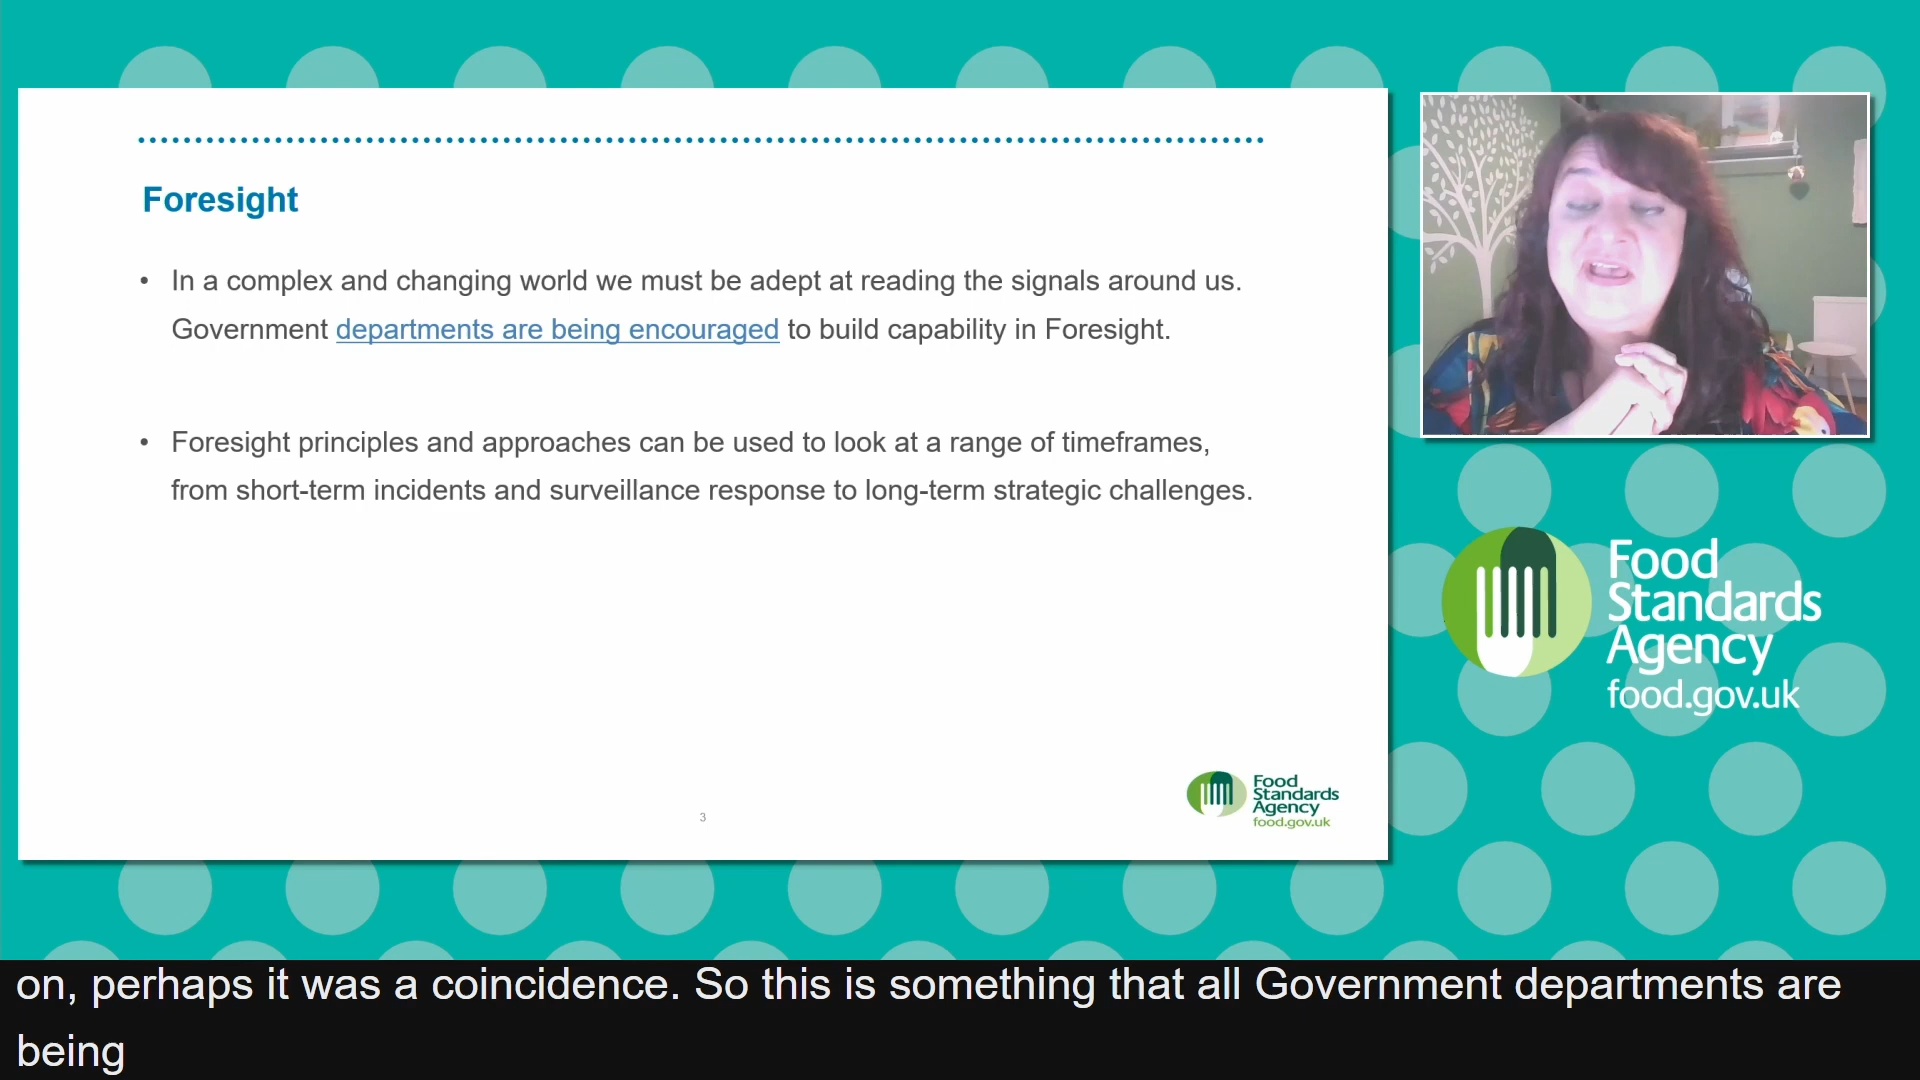 Foresight
• In a complex and changing world we must be adept at reading the signals around us.
Government departments are being encouraged to build capability in Foresight.
• Foresight principles and approaches can be used to look at a range of timeframes,
from short-term incidents and surveillance response to long-term strategic challenges.
3
Food
Standards
Agency
food.gov.uk
Food
Standards
Agency
food.gov.uk
on, perhaps it was a coincidence. So this is something that all Government departments are
being